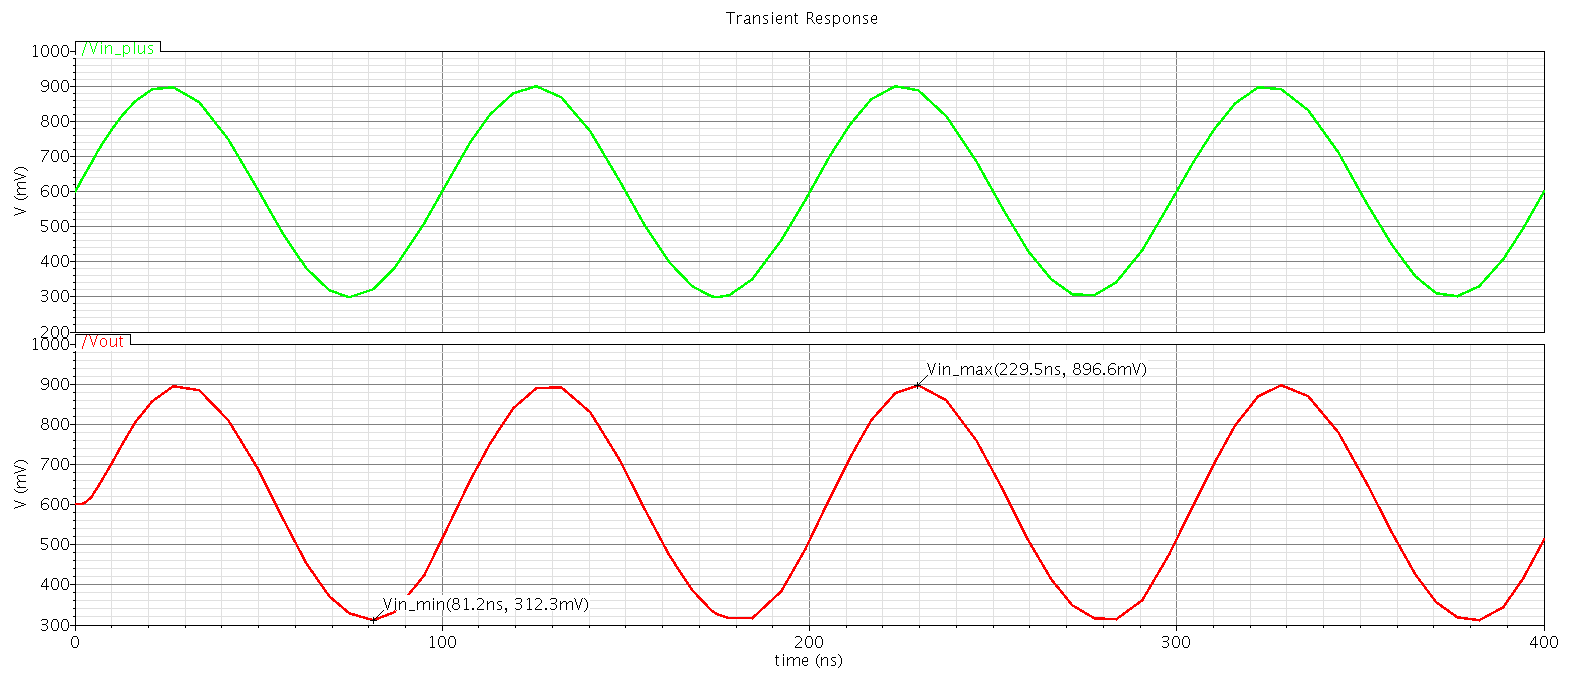 Transient Response
/Vin_plus
1000
900
800
700
600
500
400
300
200
V (mV)
/Vout
1000
900
800
700
600
500
400
300
V (mV)
Vin_max(229.5ns, 896.6mV)
Vin_min(81.2ns, 312.3mV)
0 100 200 300 400
time (ns)